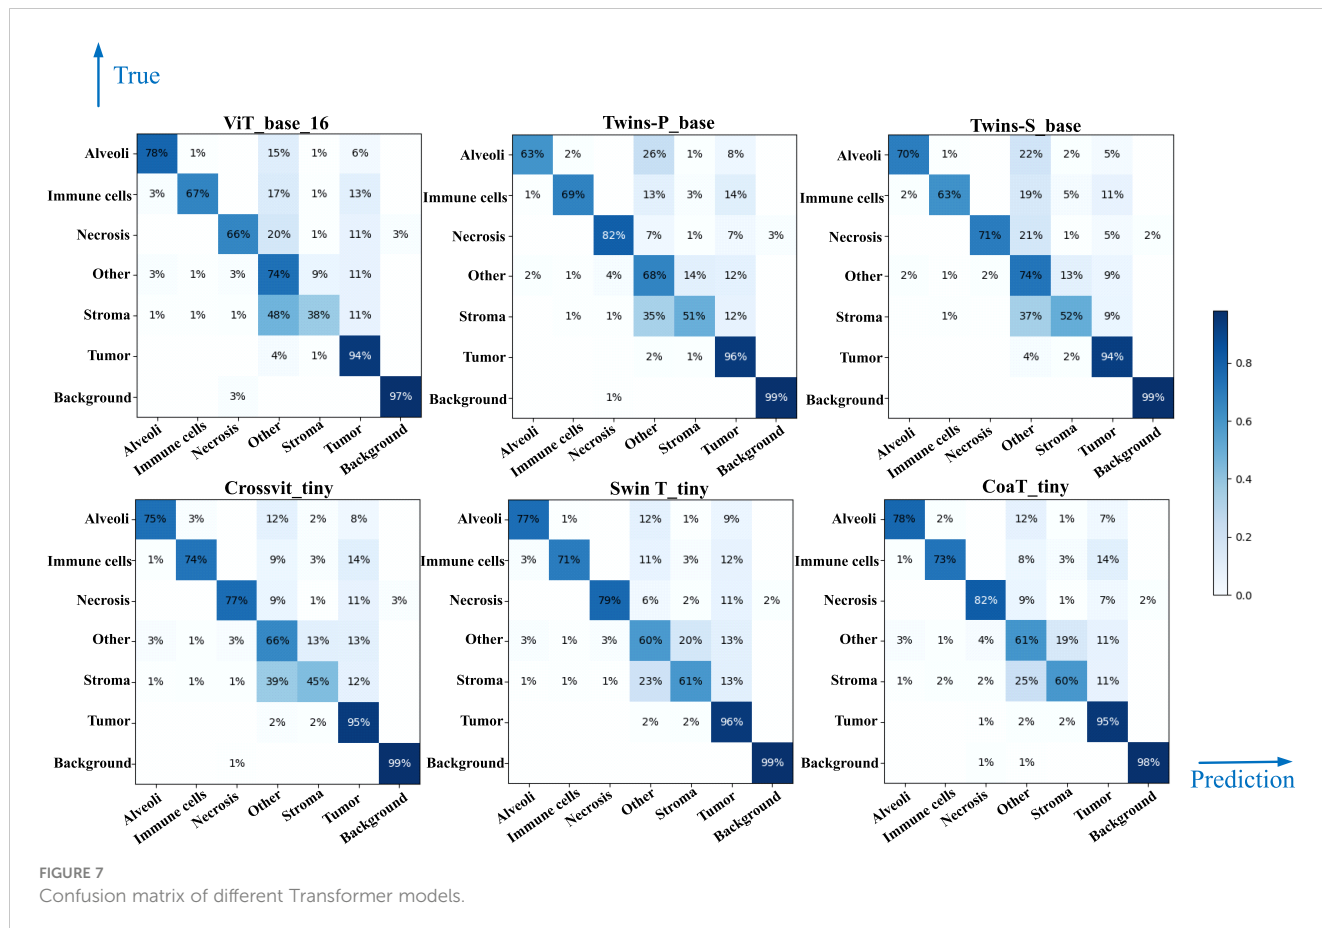 True
ViT_base_16
Alveoli 78% 1% 15% 1% 6%
Immune cells 3% 67% 17% 1% 13%
Necrosis 66% 20% 1% 11% 3%
Other 3% 1% 3% 74% 9% 11%
Stroma 1% 1% 1% 48% 38% 11%
Tumor 4% 1% 94%
Background 3% 97%
Alveoli Immune cells Necrosis Other Stroma Tumor Background
Twins-P_base
Alveoli 63% 2% 26% 1% 8%
Immune cells 1% 69% 13% 3% 14%
Necrosis 82% 7% 1% 7% 3%
Other 2% 1% 4% 68% 14% 12%
Stroma 1% 1% 35% 51% 12%
Tumor 2% 1% 96%
Background 1% 99%
Alveoli Immune cells Necrosis Other Stroma Tumor Background
Twins-S_base
Alveoli 70% 1% 22% 2% 5%
Immune cells 2% 63% 19% 5% 11%
Necrosis 71% 21% 1% 5% 2%
Other 2% 1% 2% 74% 13% 9%
Stroma 1% 37% 52% 9%
Tumor 4% 2% 94%
Background 99%
Alveoli Immune cells Necrosis Other Stroma Tumor Background
Crossvit_tiny
Alveoli 75% 3% 12% 2% 8%
Immune cells 1% 74% 9% 3% 14%
Necrosis 77% 9% 1% 11% 3%
Other 3% 1% 3% 66% 13% 13%
Stroma 1% 1% 1% 39% 45% 12%
Tumor 2% 2% 95%
Background 1% 99%
Alveoli Immune cells Necrosis Other Stroma Tumor Background
Swin T_tiny
Alveoli 77% 1% 12% 1% 9%
Immune cells 3% 71% 11% 3% 12%
Necrosis 79% 6% 2% 11% 2%
Other 3% 1% 3% 60% 20% 13%
Stroma 1% 1% 1% 23% 61% 13%
Tumor 2% 2% 96%
Background 99%
Alveoli Immune cells Necrosis Other Stroma Tumor Background
CoaT_tiny
Alveoli 78% 2% 12% 1% 7%
Immune cells 1% 73% 8% 3% 14%
Necrosis 82% 9% 1% 7% 2%
Other 3% 1% 4% 61% 19% 11%
Stroma 1% 2% 2% 25% 60% 11%
Tumor 1% 2% 2% 95%
Background 1% 1% 98%
Alveoli Immune cells Necrosis Other Stroma Tumor Background
0.8
0.6
0.4
0.2
0.0
Prediction
FIGURE 7
Confusion matrix of different Transformer models.